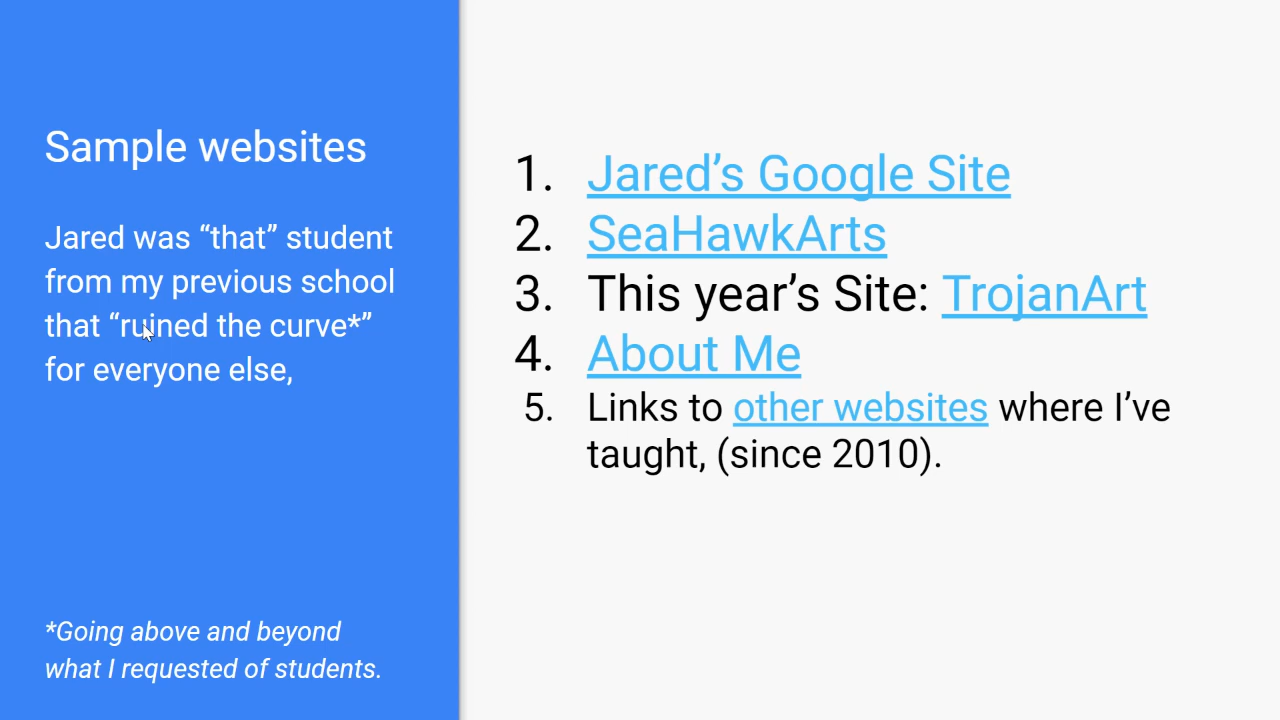 Sample websites
Jared was “that” student
from my previous school
that “ruined the curve*”
for everyone else,
*Going above and beyond
what I requested of students.
1. Jared’s Google Site
2. SeaHawkArts
3. This year’s Site: TrojanArt
4. About Me
5. Links to other websites where I’ve
taught, (since 2010).